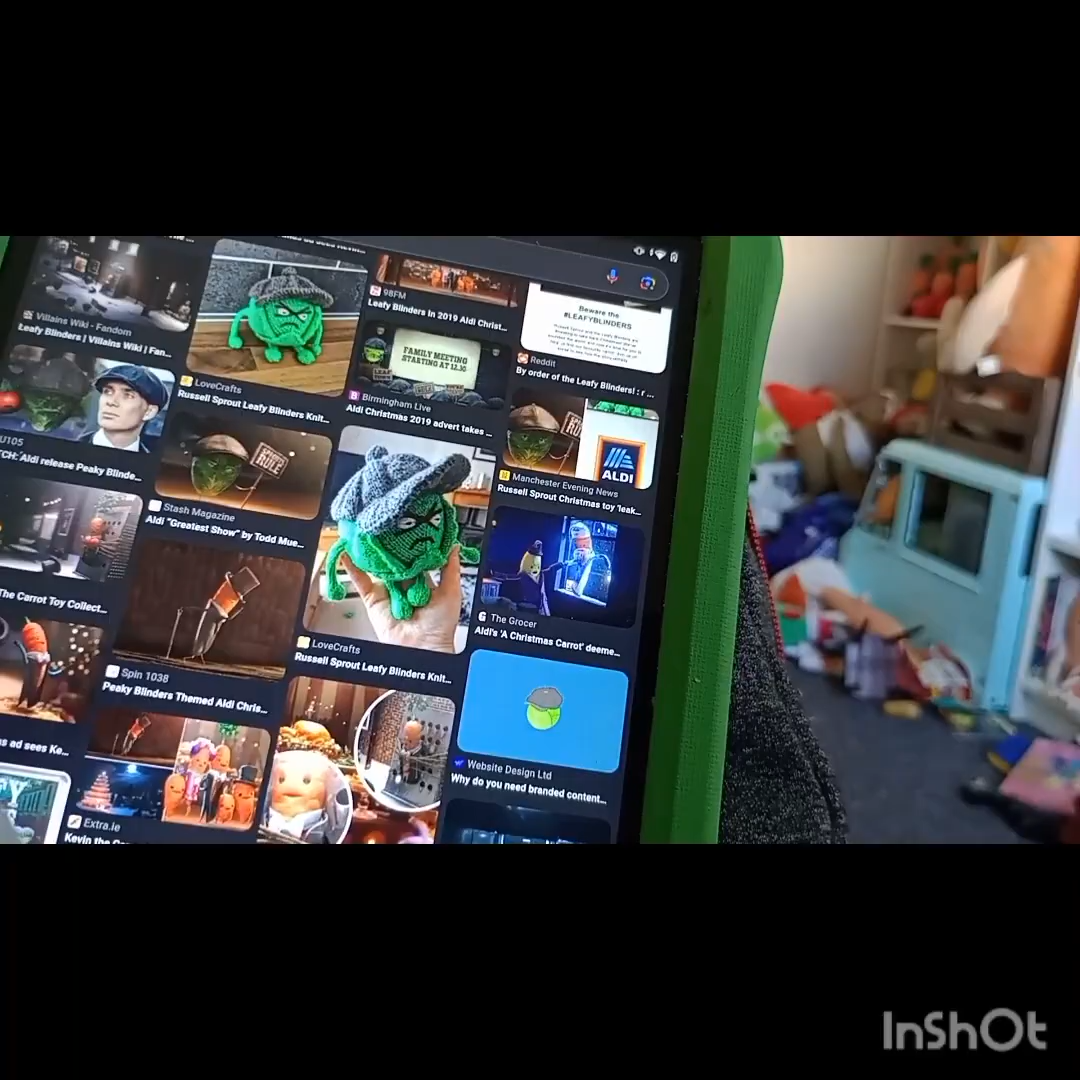 Villains Wiki - Fandom
Leafy Blinders | Villains Wiki | Fan...
U105
TCH: Aldi release Peaky Blinde...
The Carrot Toy Collect...
as ad sees Ke...
LoveCrafts
Russell Sprout Leafy Blinders Knit...
SPROUTS
RULE
Stash Magazine
Aldi "Greatest Show" by Todd Mue...
Spin 1038
Peaky Blinders Themed Aldi Chris...
Extra.ie
98FM
Leafy Blinders in 2019 Aldi Christ...
FAMILY MEETING
STARTING AT 12.30
Birmingham Live
Aldi Christmas 2019 advert takes ...
LoveCrafts
Russell Sprout Leafy Blinders Knit...
Beware the
#LEAFYBLINDERS
Reddit
By order of the Leafy Blinders! : r ...
ALDI
Manchester Evening News
Russell Sprout Christmas toy 'leak...
The Grocer
Aldi's 'A Christmas Carrot' deeme...
Website Design Ltd
Why do you need branded content...
InShOt